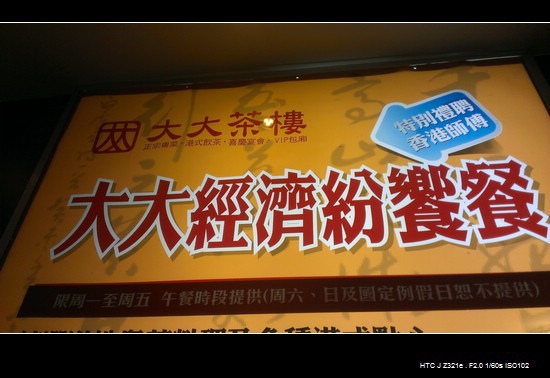 大大茶樓
正宗粵菜‧港式飲茶‧喜慶宴會‧VIP包廂
特別禮聘
香港師傅
大大經濟紛饗餐
限周一至周五 午餐時段提供(周六、日及國定例假日恕不提供)
HTC J Z321e . F2.0 1/60s ISO102